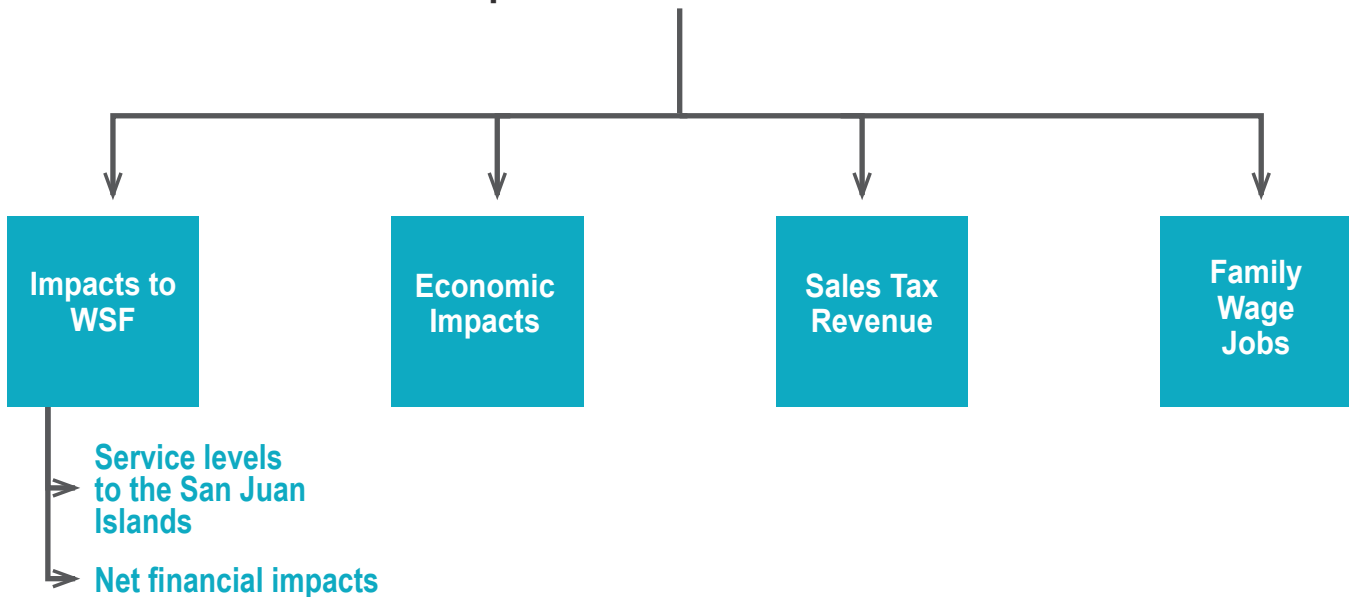 Impacts to
WSF
Economic
Impacts
Sales Tax
Revenue
Family
Wage
Jobs
Service levels
to the San Juan
Islands
Net financial impacts